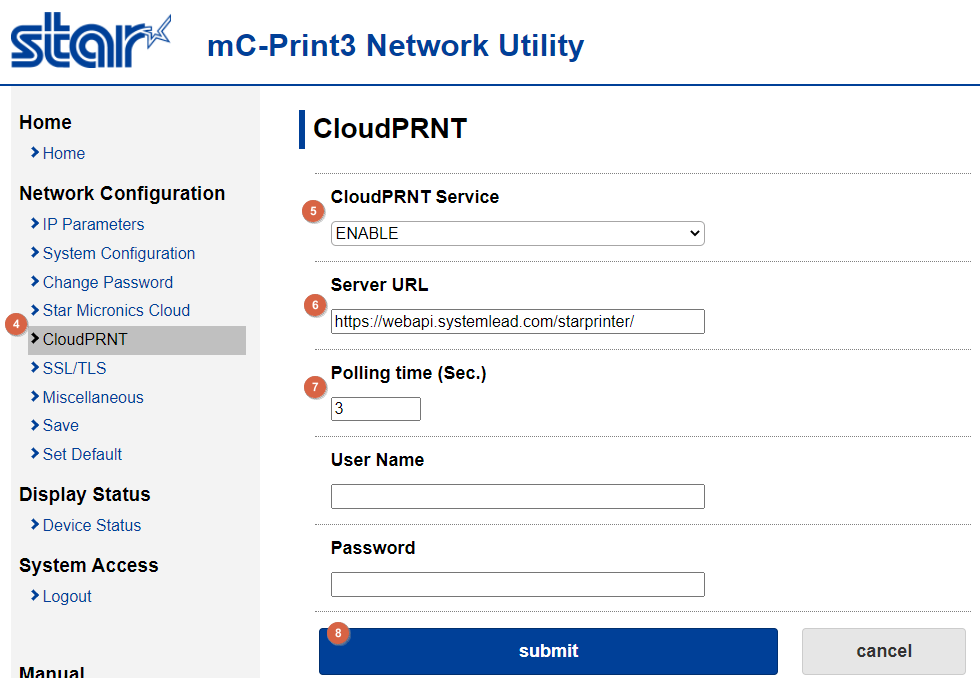 star
mC-Print3 Network Utility
Home
Home
Network Configuration
IP Parameters
System Configuration
Change Password
Star Micronics Cloud
4
CloudPRNT
SSL/TLS
Miscellaneous
Save
Set Default
Display Status
Device Status
System Access
Logout
Manual
CloudPRNT
CloudPRNT Service
5
ENABLE
Server URL
6
https://webapi.systemlead.com/starprinter/
Polling time (Sec.)
7
3
User Name
Password
8
submit
cancel